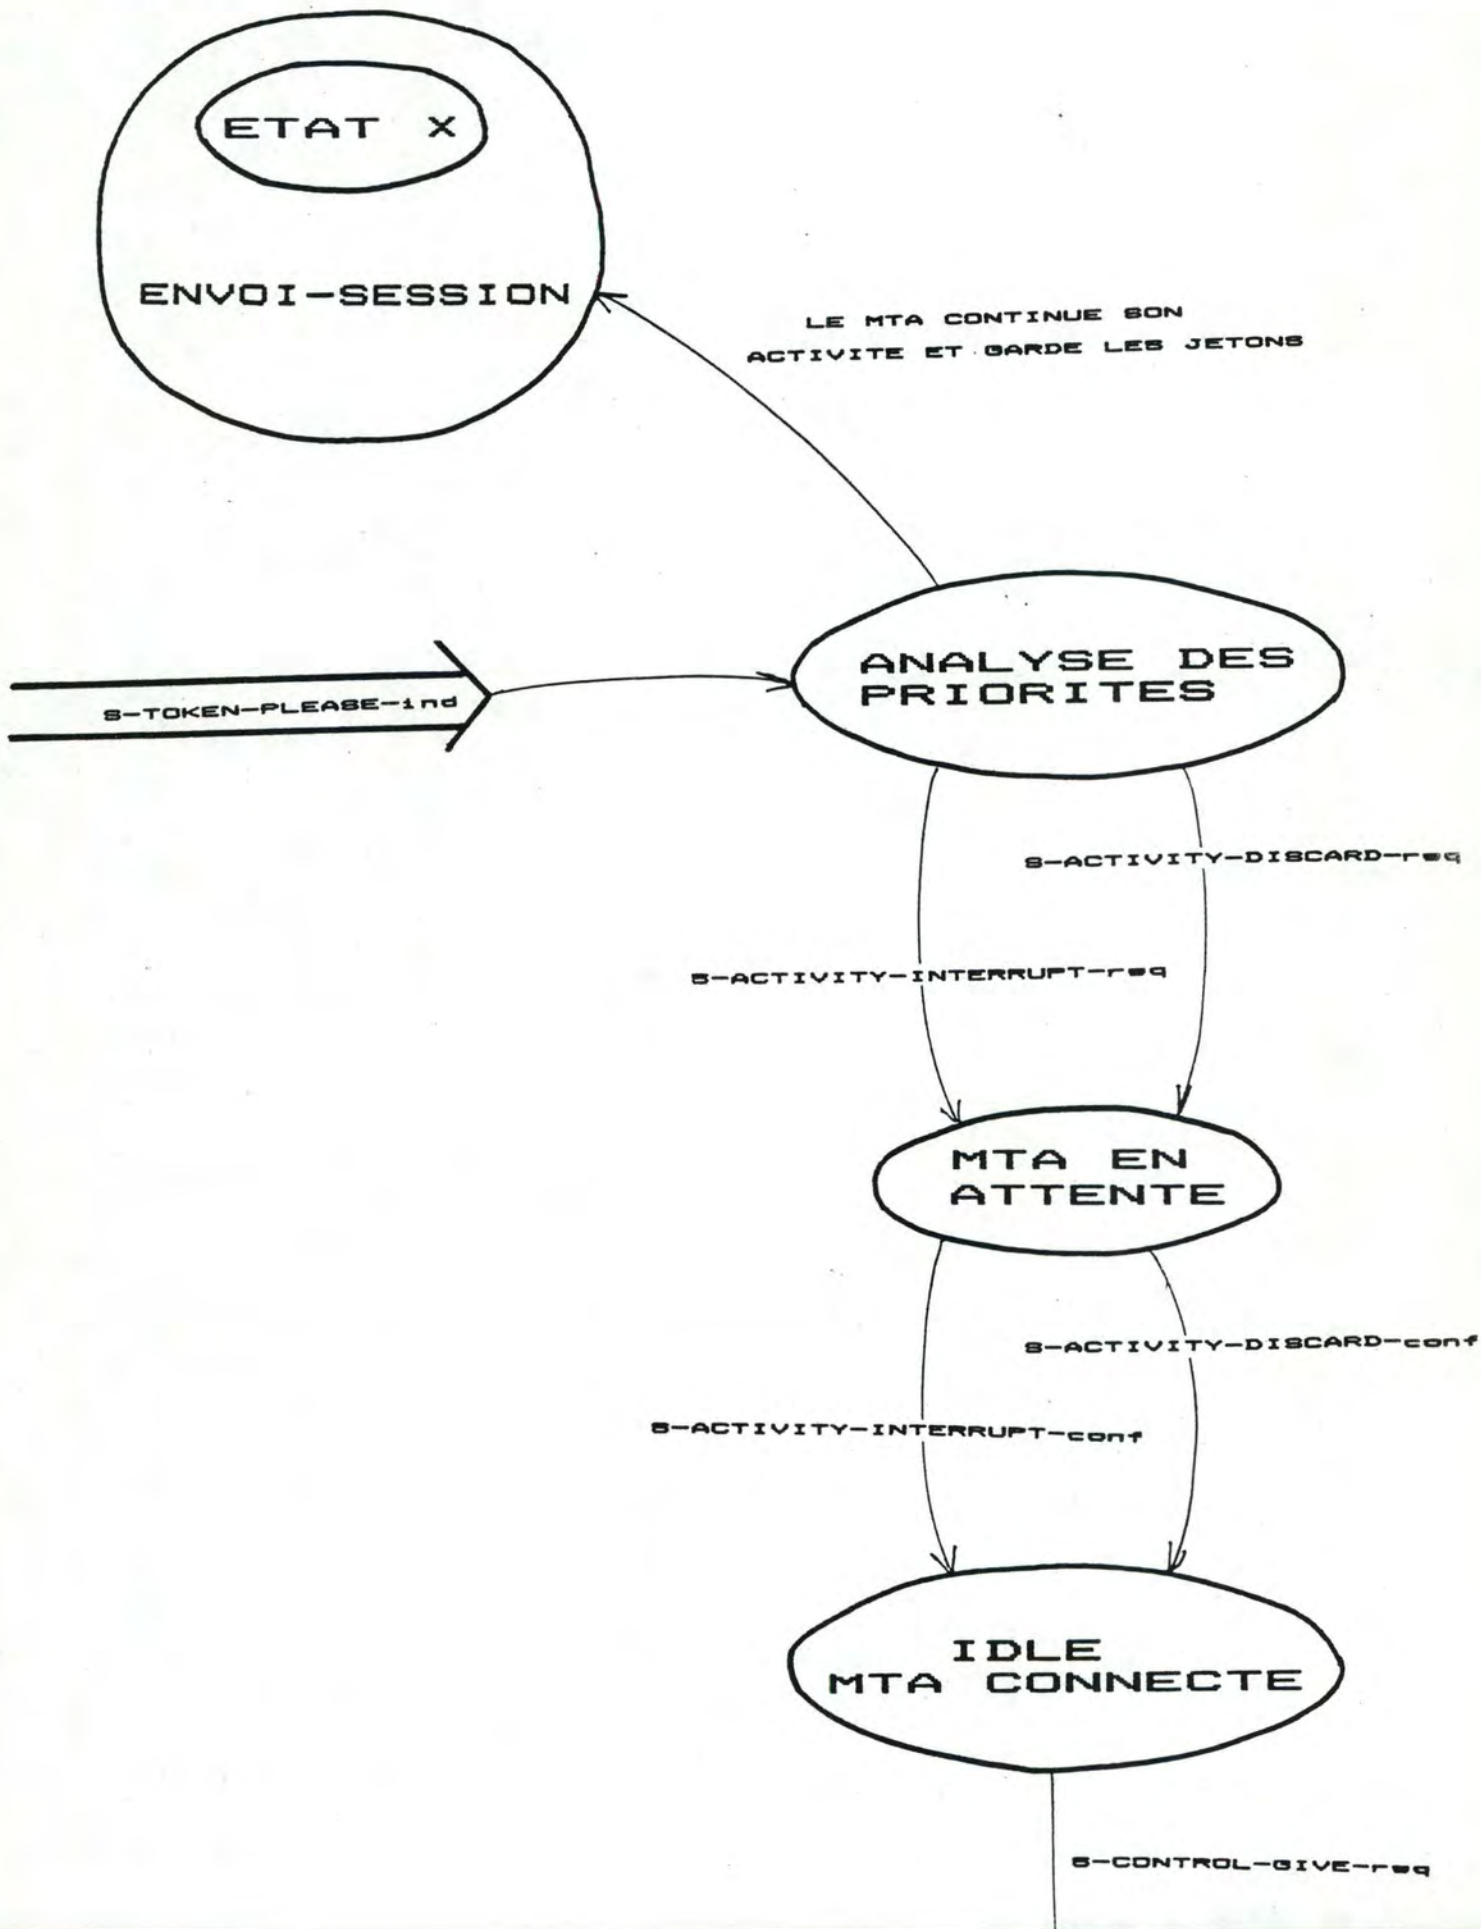 ETAT X
ENVOI-SESSION
LE MTA CONTINUE SON
ACTIVITE ET GARDE LES JETONS
S-TOKEN-PLEASE-ind
ANALYSE DES
PRIORITES
S-ACTIVITY-DISCARD-req
S-ACTIVITY-INTERRUPT-req
MTA EN
ATTENTE
S-ACTIVITY-DISCARD-conf
S-ACTIVITY-INTERRUPT-conf
IDLE
MTA CONNECTE
S-CONTROL-GIVE-req